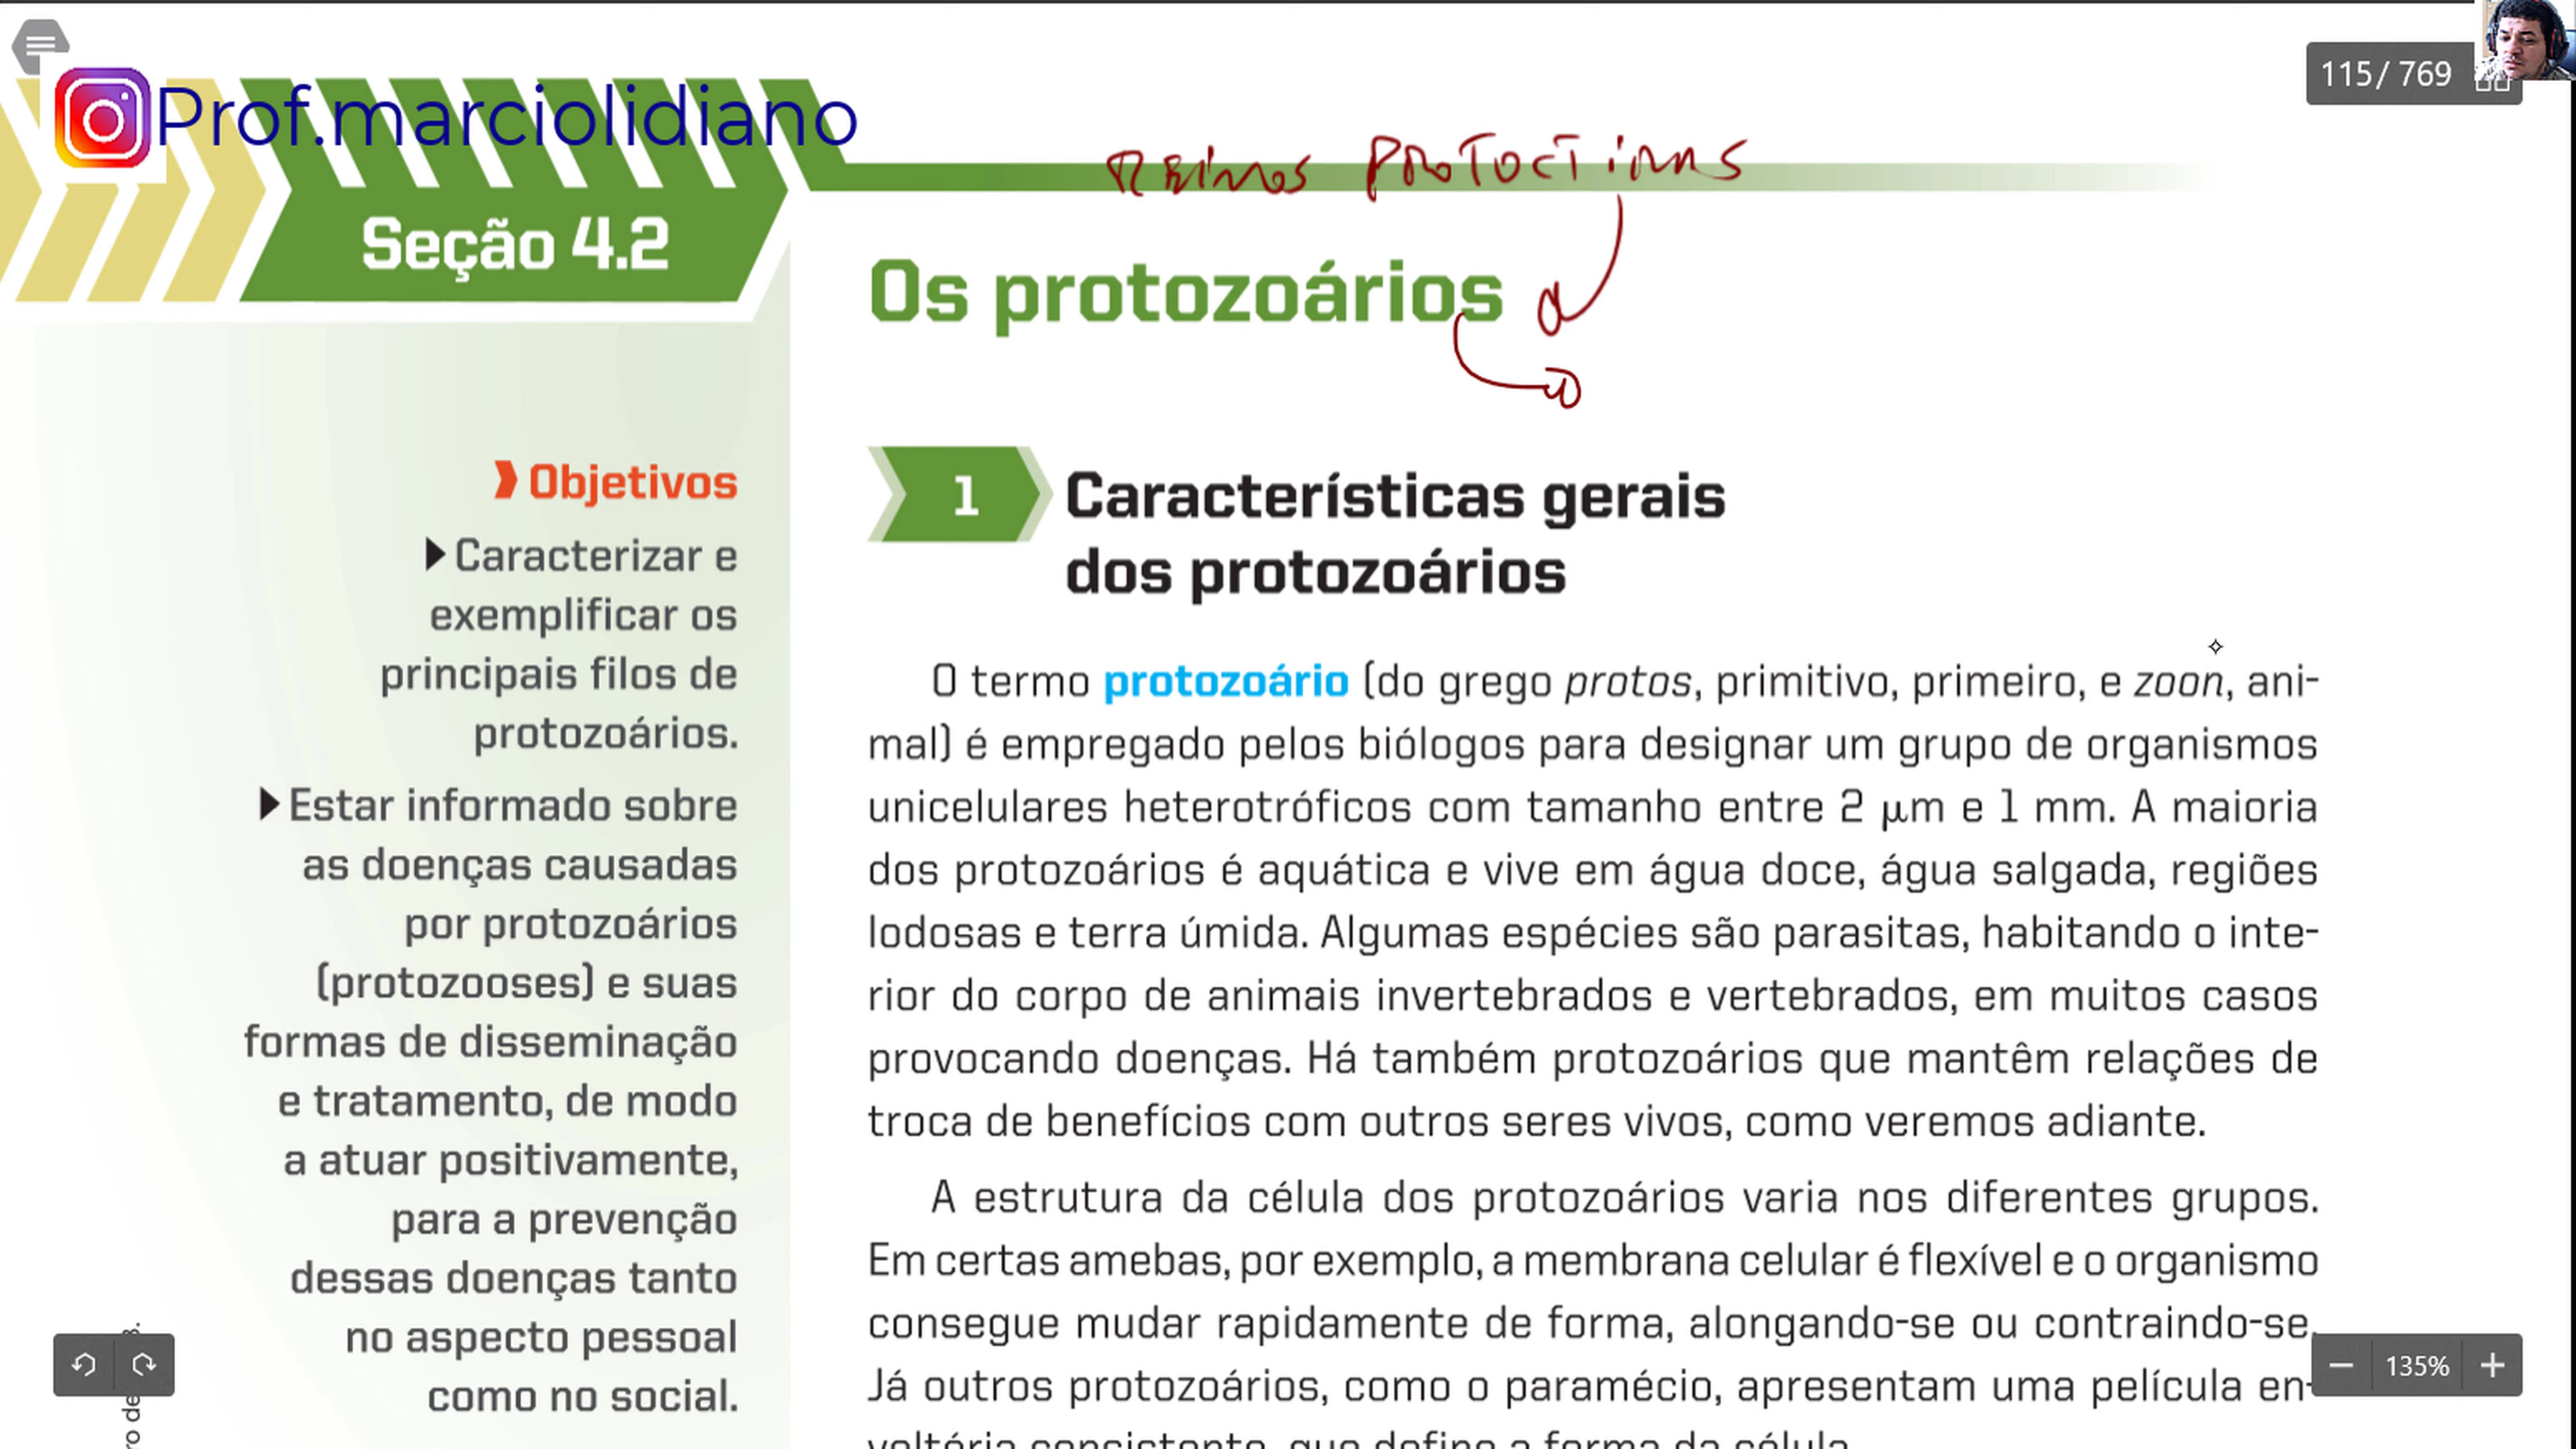 Prof.marciolidiano
115/ 769
Seção 4.2
Os protozoários
Objetivos
Caracterizar e
exemplificar os
principais filos de
protozoários.
Estar informado sobre
as doenças causadas
por protozoários
(protozooses) e suas
formas de disseminação
e tratamento, de modo
a atuar positivamente,
para a prevenção
dessas doenças tanto
no aspecto pessoal
como no social.
1 Características gerais
dos protozoários
O termo protozoário (do grego protos, primitivo, primeiro, e zoon, ani-
mal) é empregado pelos biólogos para designar um grupo de organismos
unicelulares heterotróficos com tamanho entre 2 μm e 1 mm. A maioria
dos protozoários é aquática e vive em água doce, água salgada, regiões
lodosas e terra úmida. Algumas espécies são parasitas, habitando o inte-
rior do corpo de animais invertebrados e vertebrados, em muitos casos
provocando doenças. Há também protozoários que mantêm relações de
troca de benefícios com outros seres vivos, como veremos adiante.
A estrutura da célula dos protozoários varia nos diferentes grupos.
Em certas amebas, por exemplo, a membrana celular é flexível e o organismo
consegue mudar rapidamente de forma, alongando-se ou contraindo-se.
Já outros protozoários, como o paramécio, apresentam uma película en-
voltória consistente, que define a forma da célula.
135%